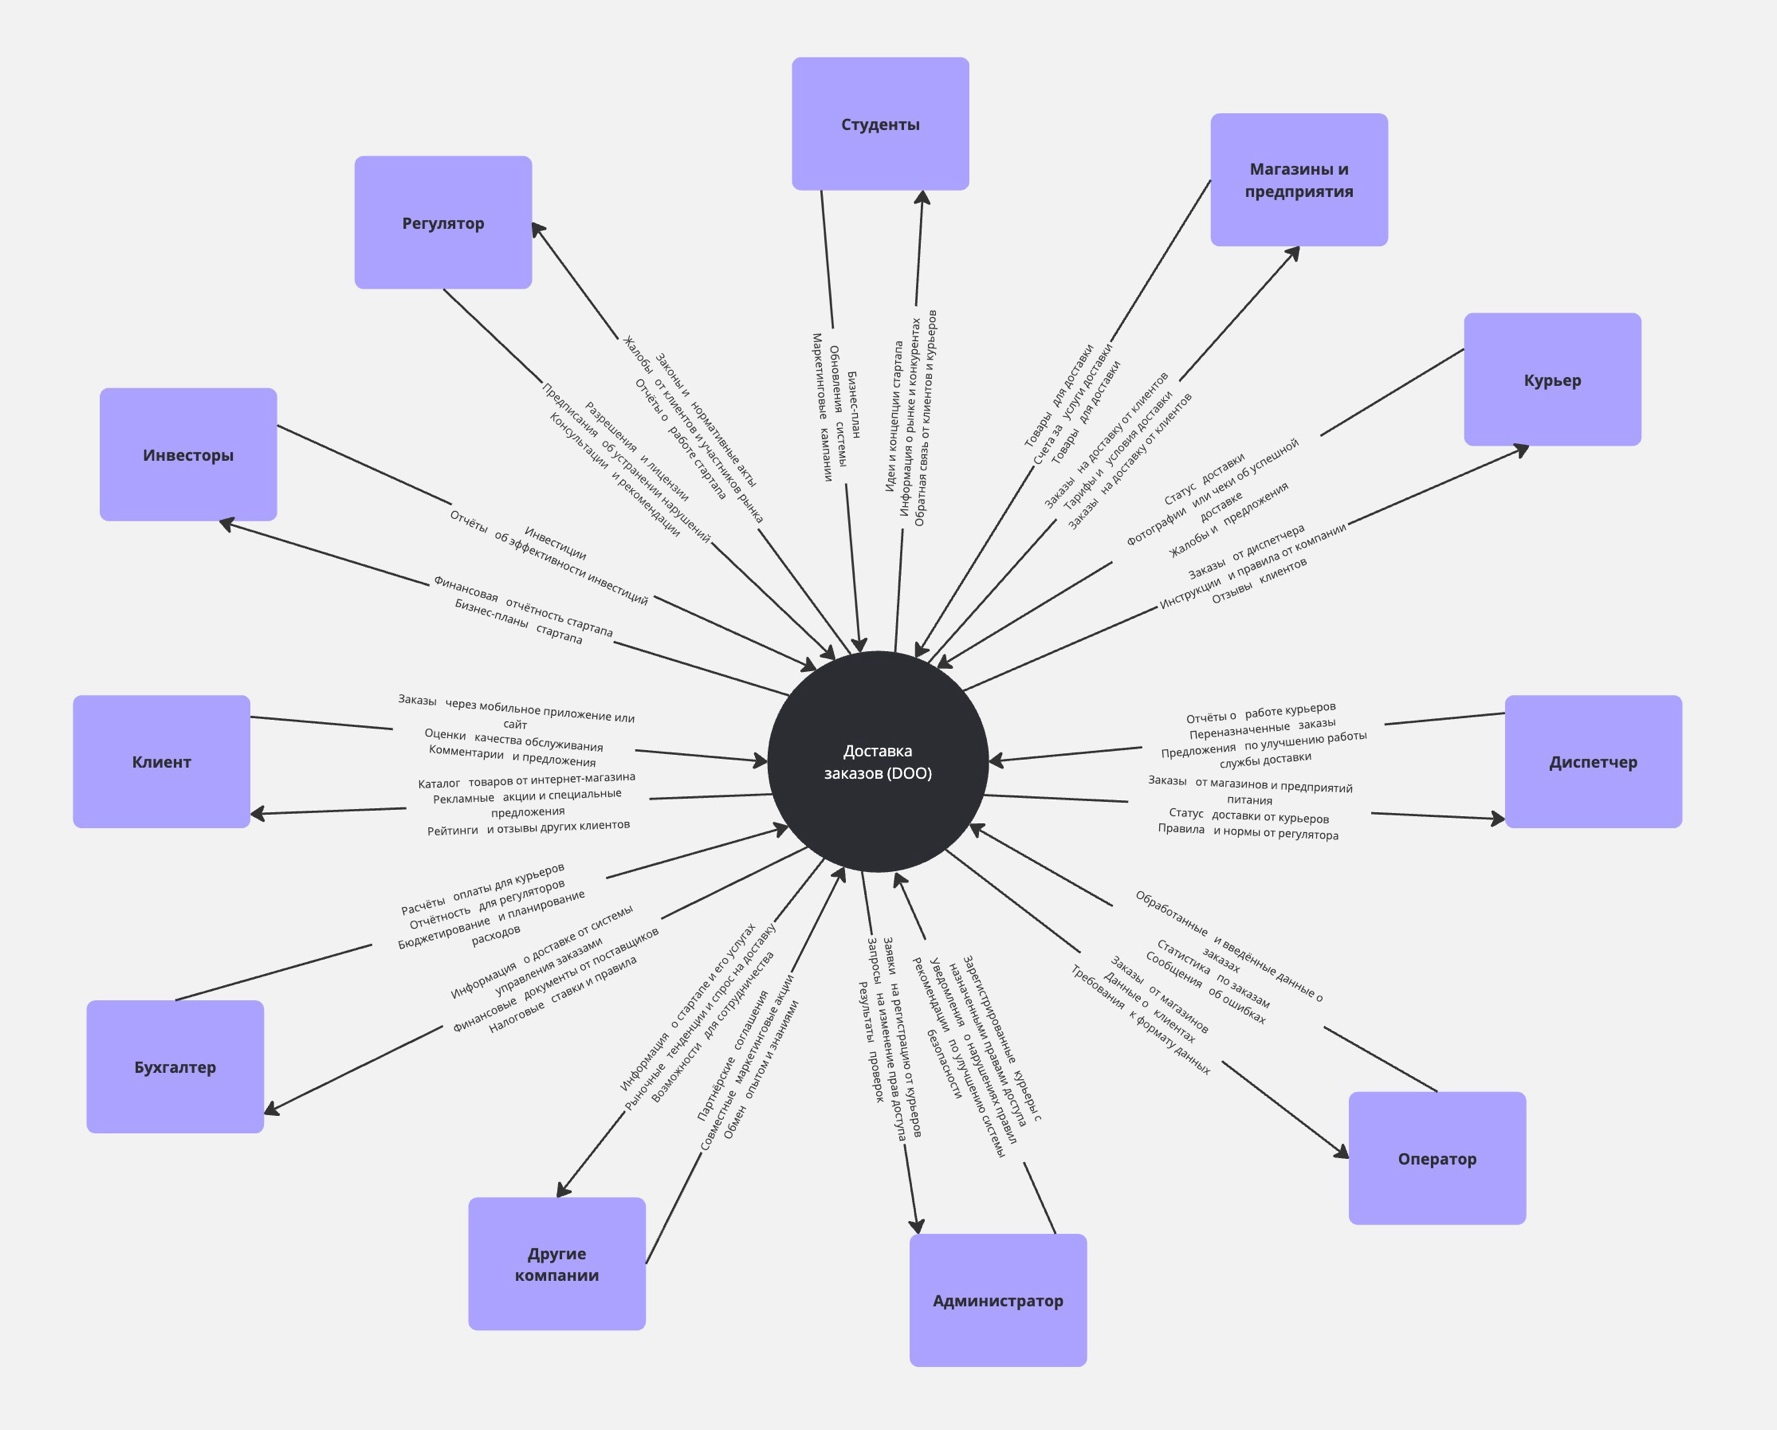 Студенты
Магазины и
предприятия
Регулятор
Курьер
Инвесторы
Клиент
Доставка
заказов (DOO)
Диспетчер
Бухгалтер
Оператор
Другие
компании
Администратор
Законы и нормативные акты
Жалобы от клиентов и участников рынка
Отчёты о работе стартапа
Разрешения и лицензии
Предписания об устранении нарушений
Консультации и рекомендации
Бизнес-план
Обновления системы
Маркетинговые кампании
Идеи и концепции стартапа
Информация о рынке и конкурентах
Обратная связь от клиентов и курьеров
Товары для доставки
Счета за услуги доставки
Товары для доставки
Заказы на доставку от клиентов
Тарифы и условия доставки
Заказы на доставку от клиентов
Статус доставки
Фотографии или чеки об успешной
доставке
Жалобы и предложения
Заказы от диспетчера
Инструкции и правила от компании
Отзывы клиентов
Инвестиции
Отчёты об эффективности инвестиций
Финансовая отчётность стартапа
Бизнес-планы стартапа
Заказы через мобильное приложение или
сайт
Оценки качества обслуживания
Комментарии и предложения
Каталог товаров от интернет-магазина
Рекламные акции и специальные
предложения
Рейтинги и отзывы других клиентов
Отчёты о работе курьеров
Переназначенные заказы
Предложения по улучшению работы
службы доставки
Заказы от магазинов и предприятий
питания
Статус доставки от курьеров
Правила и нормы от регулятора
Расчёты оплаты для курьеров
Отчётность для регуляторов
Бюджетирование и планирование
расходов
Информация о доставке от системы
управления заказами
Финансовые документы от поставщиков
Налоговые ставки и правила
Информация о стартапе и его услугах
Рыночные тенденции и спрос на доставку
Возможности для сотрудничества
Партнёрские соглашения
Совместные маркетинговые акции
Обмен опытом и знаниями
Заявки на регистрацию от курьеров
Запросы на изменение прав доступа
Результаты проверок
Зарегистрированные курьеры с
назначенными правами доступа
Уведомления о нарушениях правил
Рекомендации по улучшению системы
безопасности
Обработанные и введённые данные о
заказах
Статистика по заказам
Сообщения об ошибках
Заказы от магазинов
Данные о клиентах
Требования к формату данных